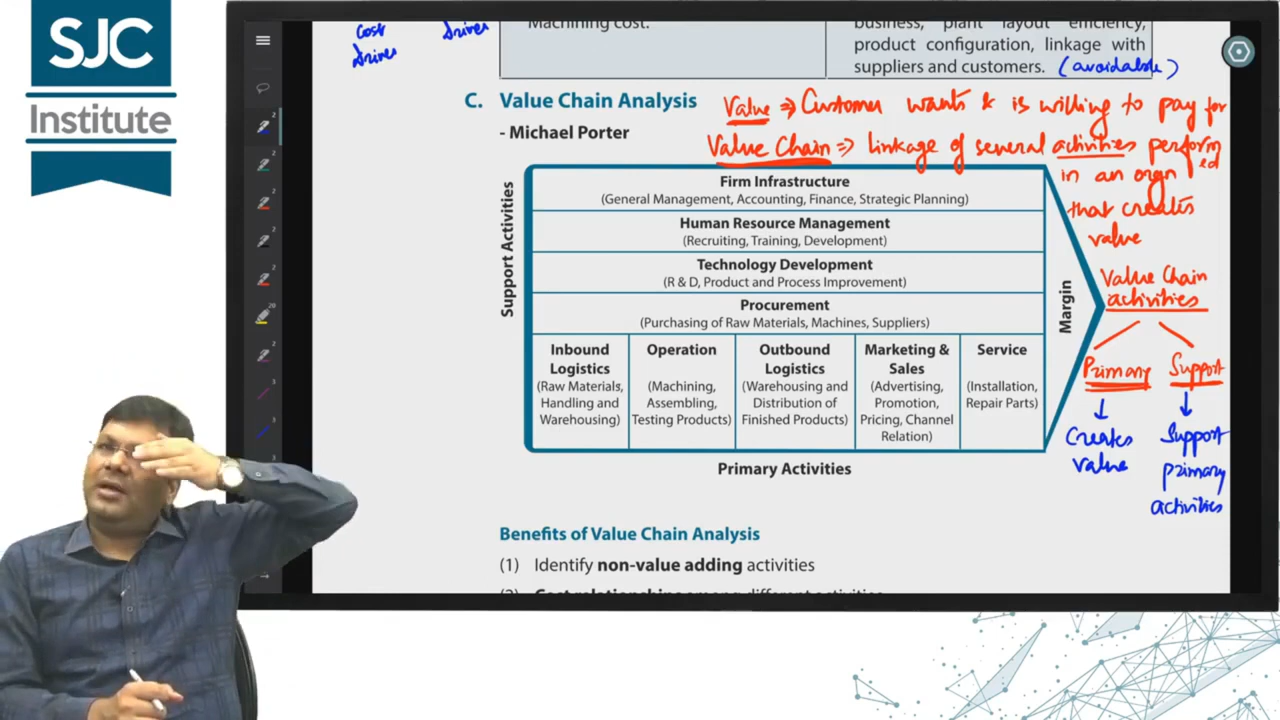 SJC
Institute
cost
Driver
Driver
Machining cost.
business, plant layout efficiency,
product configuration, linkage with
suppliers and customers. (avoidable)
C. Value Chain Analysis
- Michael Porter
Value => Customer wants & is willing to pay for
Value Chain => linkage of several activities performed
in an orgn
that creates
value
Support Activities
Firm Infrastructure
(General Management, Accounting, Finance, Strategic Planning)
Human Resource Management
(Recruiting, Training, Development)
Technology Development
(R & D, Product and Process Improvement)
Procurement
(Purchasing of Raw Materials, Machines, Suppliers)
Inbound
Logistics
(Raw Materials,
Handling and
Warehousing)
Operation
(Machining,
Assembling,
Testing Products)
Outbound
Logistics
(Warehousing and
Distribution of
Finished Products)
Marketing &
Sales
(Advertising,
Promotion,
Pricing, Channel
Relation)
Service
(Installation,
Repair Parts)
Margin
Primary Activities
Value Chain
activities
Primary
Support
Creates
value
Support
primary
activities
Benefits of Value Chain Analysis
(1) Identify non-value adding activities